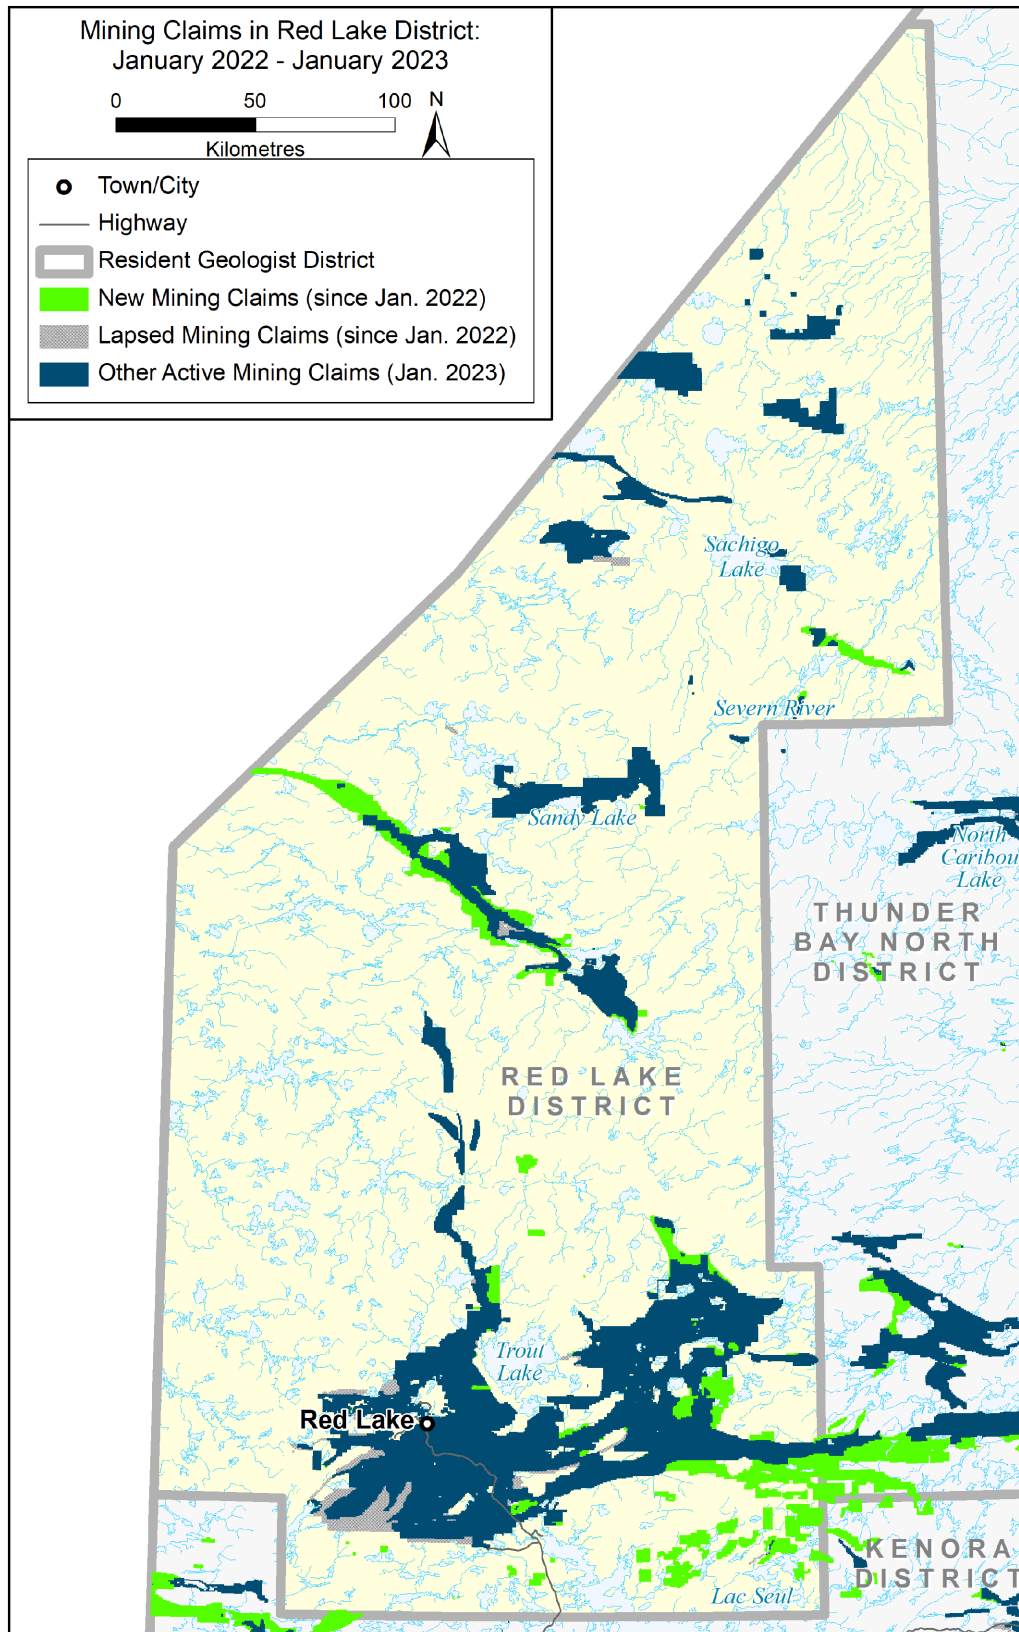 Mining Claims in Red Lake District:
January 2022 - January 2023
0 50 100 N
Kilometres
Town/City
Highway
Resident Geologist District
New Mining Claims (since Jan. 2022)
Lapsed Mining Claims (since Jan. 2022)
Other Active Mining Claims (Jan. 2023)
Sachigo
Lake
Severn River
Sandy Lake
North
Caribou
Lake
THUNDER
BAY NORTH
DISTRICT
RED LAKE
DISTRICT
Trout
Lake
Red Lake
KENORA
DISTRICT
Lac Seul